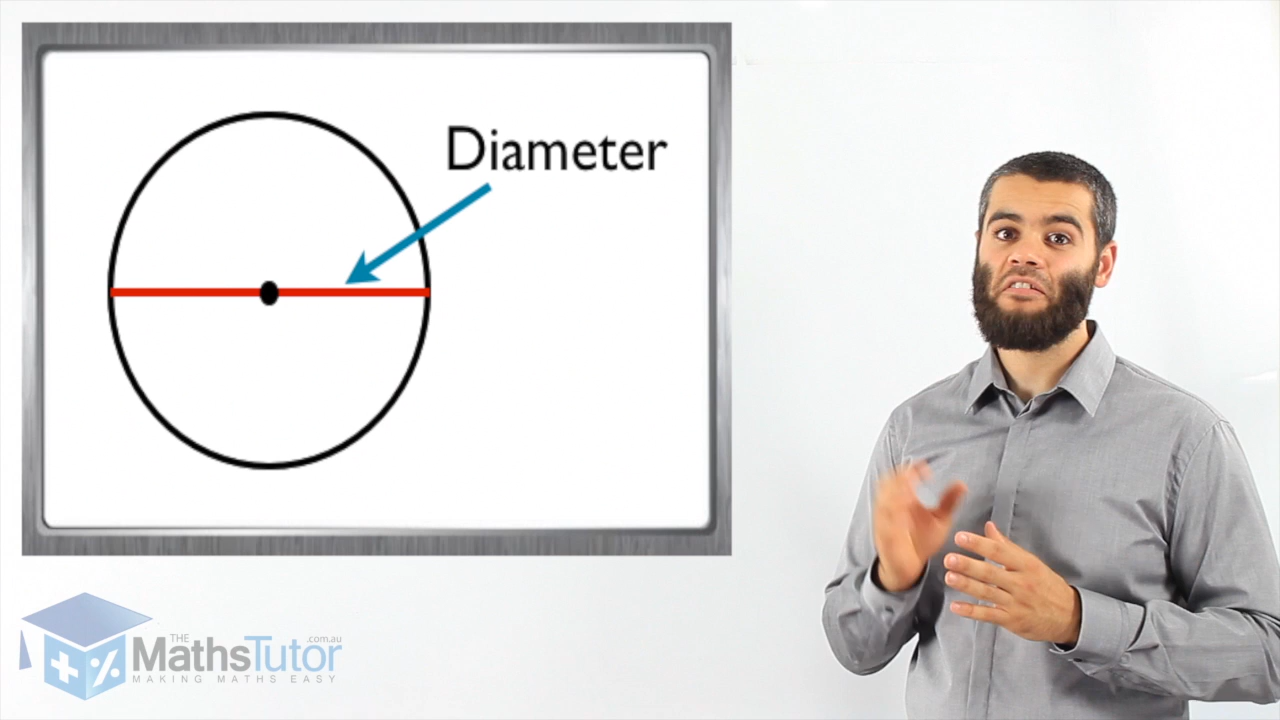 Diameter
THE
MathsTutor
.com.au
MAKING MATHS EASY